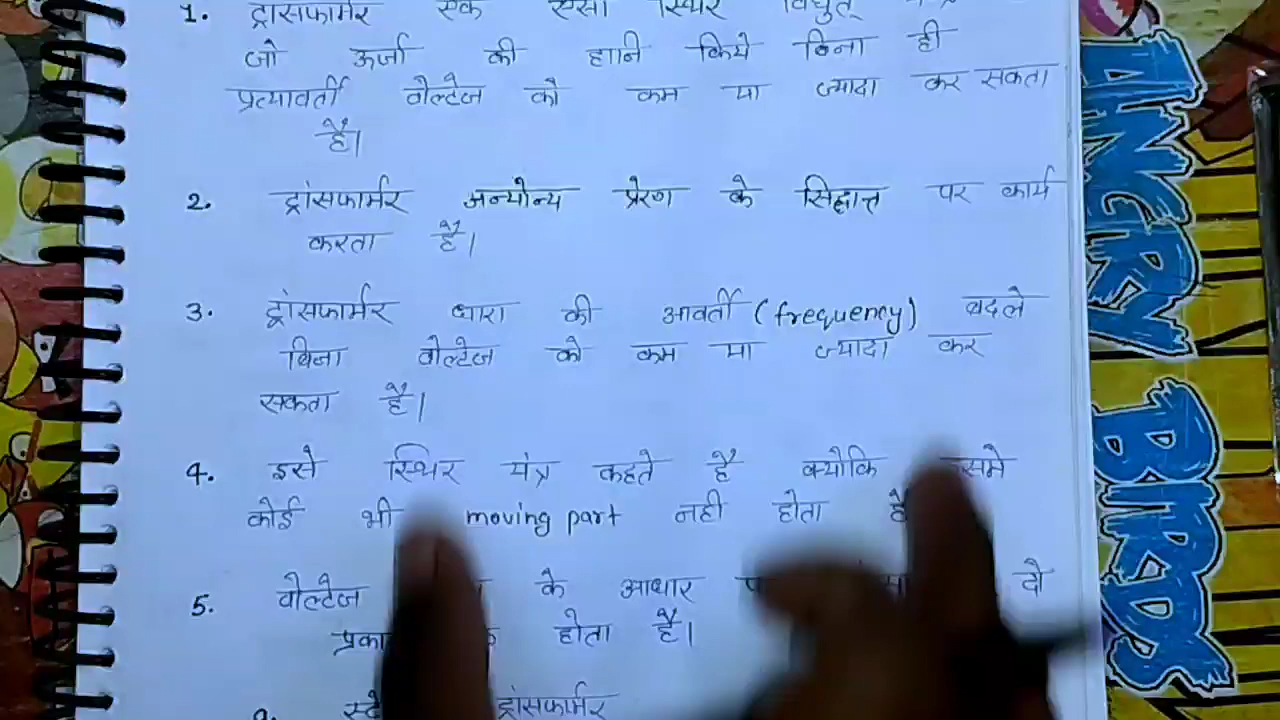 1. ट्रांसफार्मर एक ऐसा स्थिर विद्युत्
जो ऊर्जा की हानि किये बिना ही
प्रत्यावर्ती वोल्टेज को कम या ज्यादा कर सकता
है।
2. ट्रांसफार्मर अन्योन्य प्रेरण के सिद्धान्त पर कार्य
करता है।
3. ट्रांसफार्मर धारा की आवर्ती (frequency) बदले
बिना वोल्टेज को कम या ज्यादा कर
सकता है।
4. इसे स्थिर यंत्र कहते है क्योकि
कोई भी moving part नही होता है
5. वोल्टेज के आधार दो
होता है।
a. ट्रांसफार्मर
ANGRY BIRDS